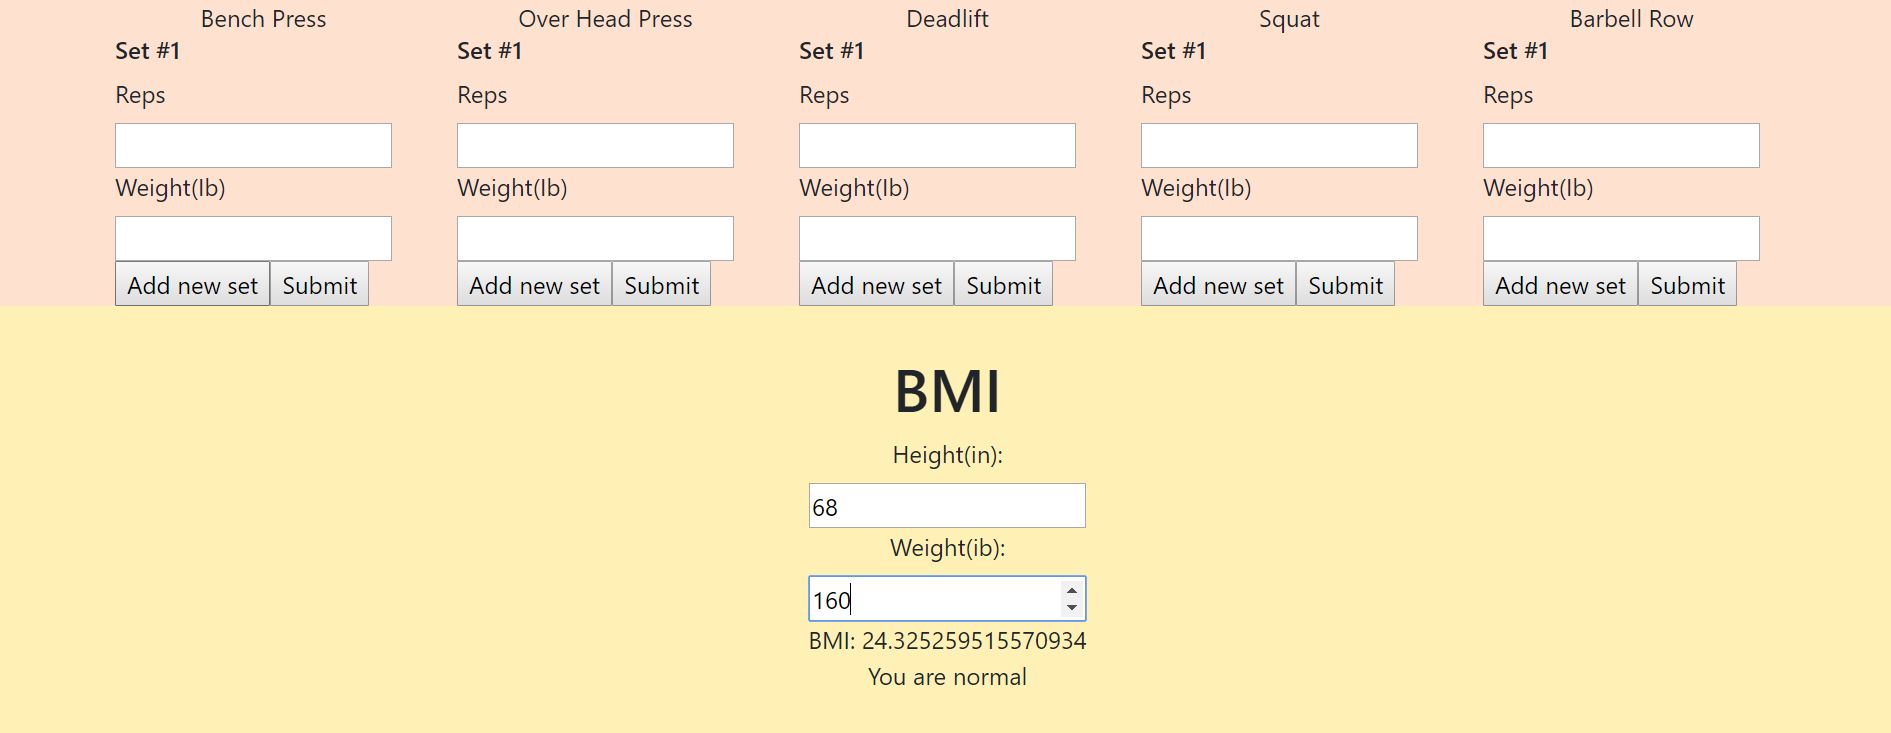 Bench Press Over Head Press Deadlift Squat Barbell Row
Set #1 Set #1 Set #1 Set #1 Set #1
Reps Reps Reps Reps Reps
Weight(lb) Weight(lb) Weight(lb) Weight(lb) Weight(lb)
Add new set Submit Add new set Submit Add new set Submit Add new set Submit Add new set Submit
BMI
Height(in):
68
Weight(ib):
160
BMI: 24.325259515570934
You are normal